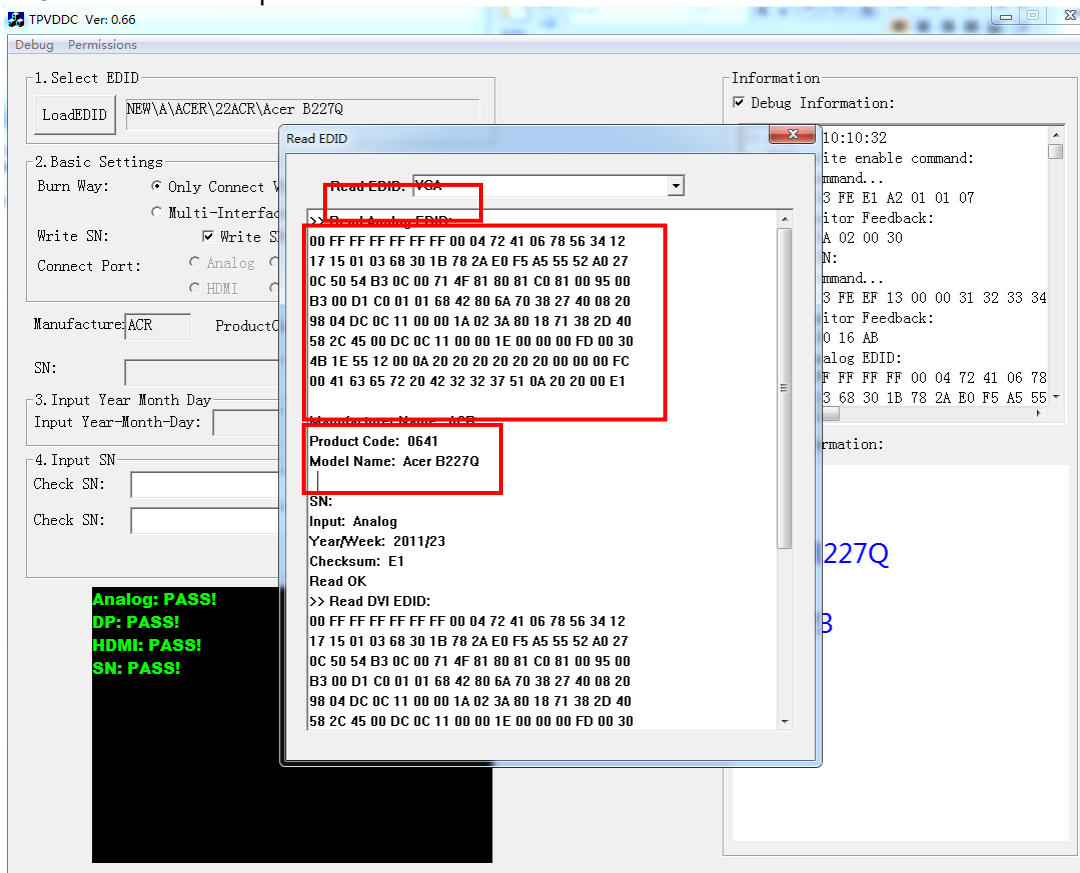 TPVDDC Ver: 0.66
Debug Permissions
1.Select EDID
LoadEDID NEW\A\ACER\22ACR\Acer B227Q
2.Basic Settings
Burn Way: Only Connect
Multi-Interfac
Write SN: Write S
Connect Port: Analog
HDMI
Manufacture: ACR ProductC
SN:
3.Input Year Month Day
Input Year-Month-Day:
4.Input SN
Check SN:
Check SN:
Analog: PASS!
DP: PASS!
HDMI: PASS!
SN: PASS!
Read EDID
Read EDID: VGA
>> Read Analog EDID:
00 FF FF FF FF FF FF 00 04 72 41 06 78 56 34 12
17 15 01 03 68 30 1B 78 2A E0 F5 A5 55 52 A0 27
0C 50 54 B3 0C 00 71 4F 81 80 81 C0 81 00 95 00
B3 00 D1 C0 01 01 68 42 80 6A 70 38 27 40 08 20
98 04 DC 0C 11 00 00 1A 02 3A 80 18 71 38 2D 40
58 2C 45 00 DC 0C 11 00 00 1E 00 00 00 FD 00 30
4B 1E 55 12 00 0A 20 20 20 20 20 20 00 00 00 FC
00 41 63 65 72 20 42 32 32 37 51 0A 20 20 00 E1
Manufacturer Name: ACR
Product Code: 0641
Model Name: Acer B227Q
SN:
Input: Analog
Year/Week: 2011/23
Checksum: E1
Read OK
>> Read DVI EDID:
00 FF FF FF FF FF FF 00 04 72 41 06 78 56 34 12
17 15 01 03 68 30 1B 78 2A E0 F5 A5 55 52 A0 27
0C 50 54 B3 0C 00 71 4F 81 80 81 C0 81 00 95 00
B3 00 D1 C0 01 01 68 42 80 6A 70 38 27 40 08 20
98 04 DC 0C 11 00 00 1A 02 3A 80 18 71 38 2D 40
58 2C 45 00 DC 0C 11 00 00 1E 00 00 00 FD 00 30
Information
Debug Information:
10:10:32
ite enable command:
mmand...
3 FE E1 A2 01 01 07
itor Feedback:
A 02 00 30
N:
mmand...
3 FE EF 13 00 00 31 32 33 34
itor Feedback:
0 16 AB
alog EDID:
F FF FF FF 00 04 72 41 06 78
3 68 30 1B 78 2A E0 F5 A5 55
rmation:
227Q